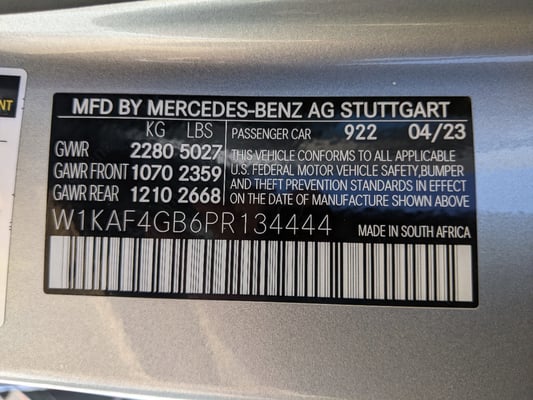 MFD BY MERCEDES-BENZ AG STUTTGART
KG LBS
PASSENGER CAR 922 04/23
GWR 2280 5027
GAWR FRONT 1070 2359
GAWR REAR 1210 2668
THIS VEHICLE CONFORMS TO ALL APPLICABLE
U.S. FEDERAL MOTOR VEHICLE SAFETY, BUMPER
AND THEFT PREVENTION STANDARDS IN EFFECT
ON THE DATE OF MANUFACTURE SHOWN ABOVE
W1KAF4GB6PR134444
MADE IN SOUTH AFRICA